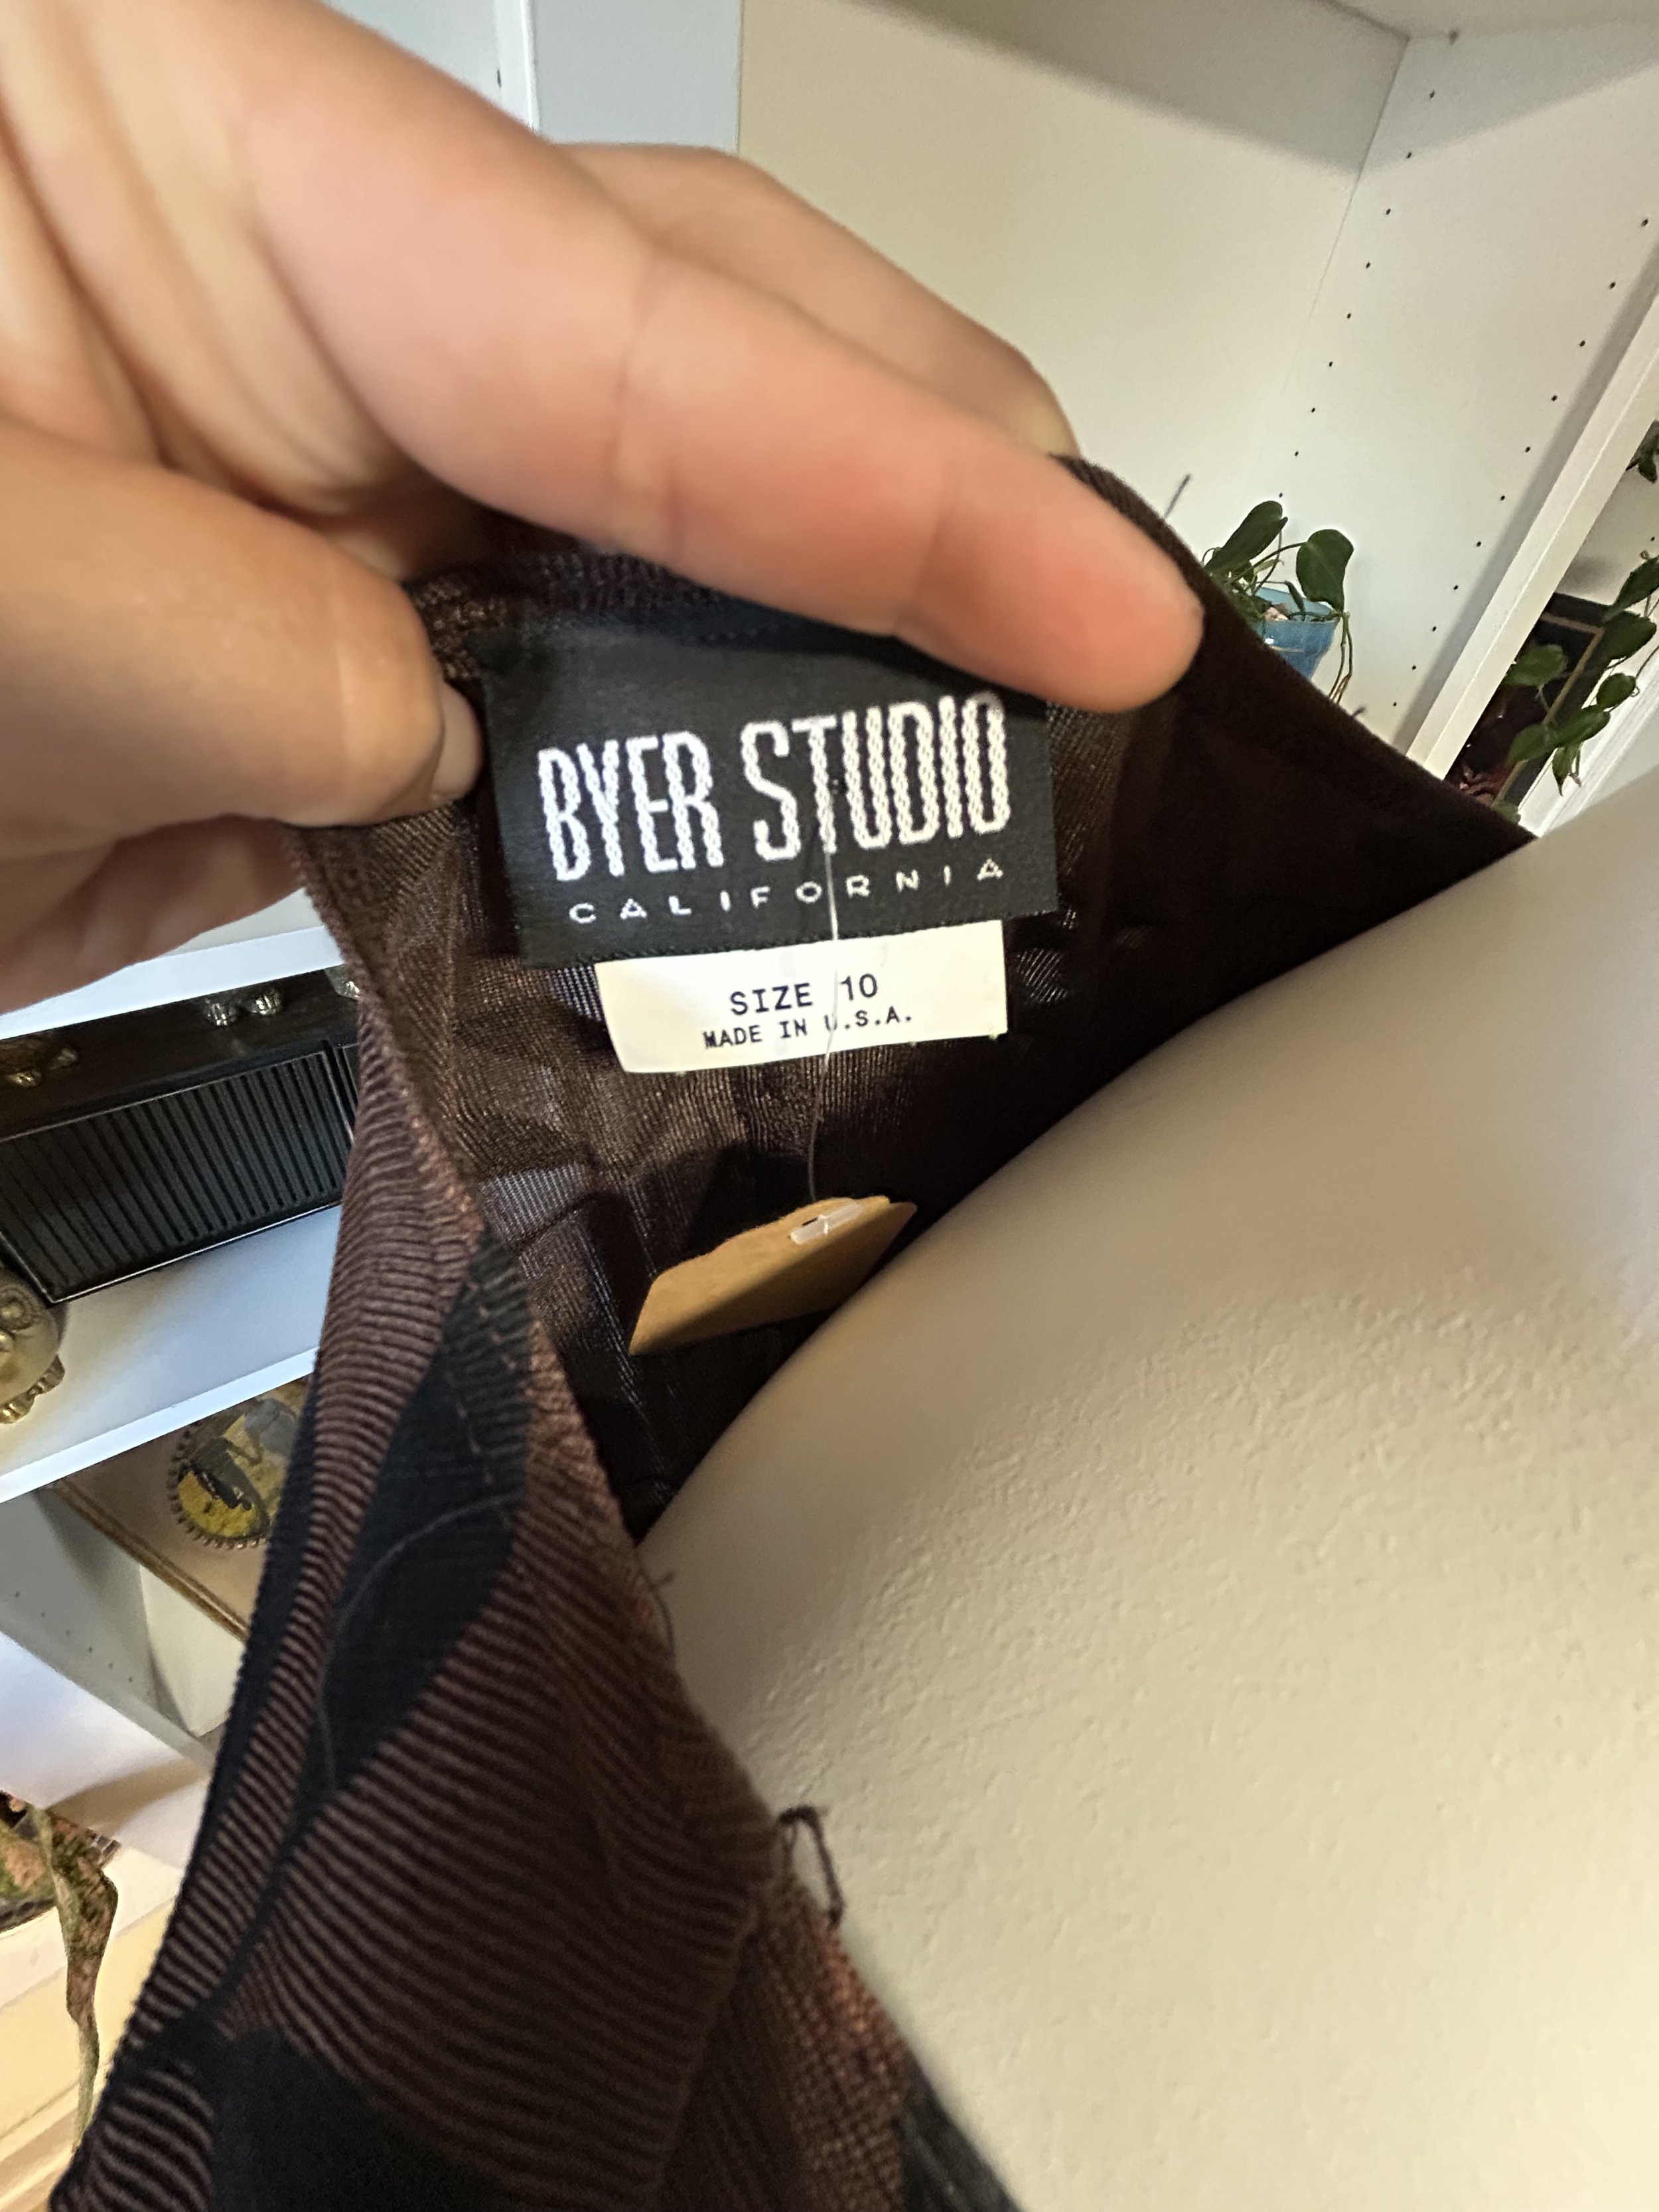 BYER STUDIO
CALIFORNIA
SIZE 10
MADE IN U.S.A.